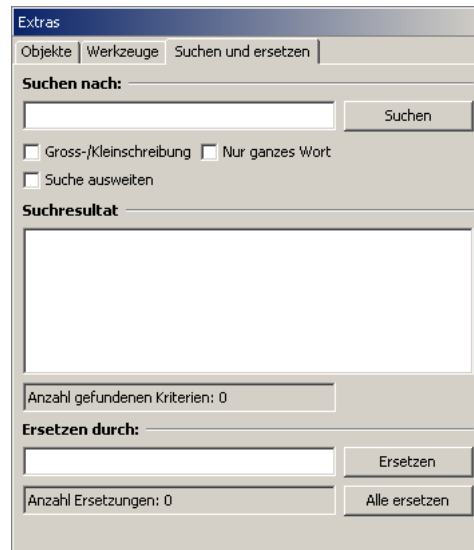 Extras
Objekte Werkzeuge Suchen und ersetzen
Suchen nach:
Suchen
Gross-/Kleinschreibung Nur ganzes Wort
Suche ausweiten
Suchresultat
Anzahl gefundenen Kriterien: 0
Ersetzen durch:
Ersetzen
Anzahl Ersetzungen: 0 Alle ersetzen